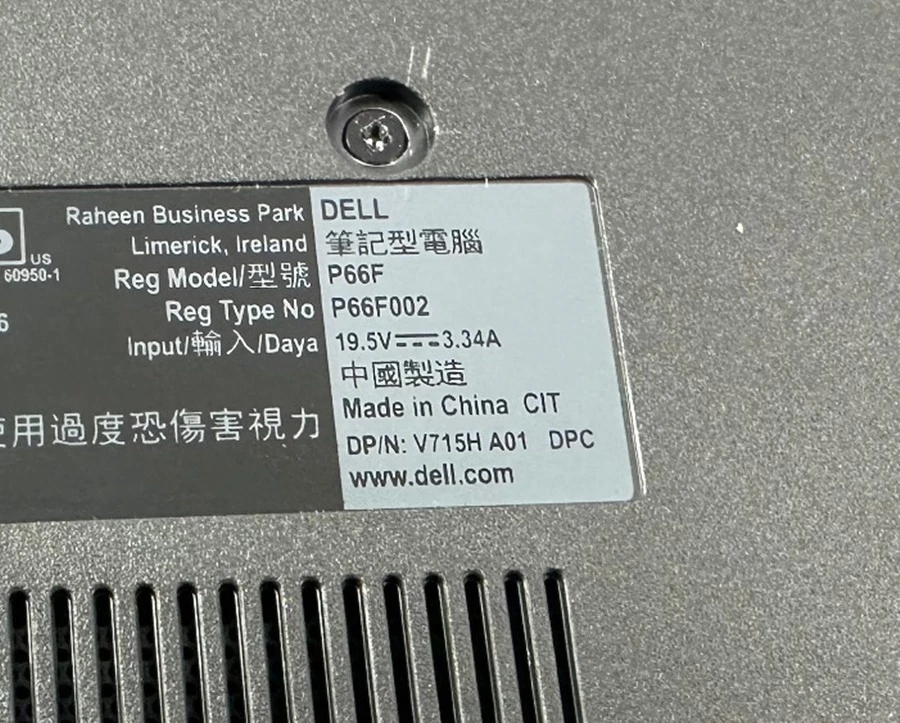 Raheen Business Park DELL
Limerick, Ireland 筆記型電腦
US
60950-1
Reg Model/型號 P66F
Reg Type No P66F002
6
Input/輸入/Daya 19.5V⎓3.34A
中國製造
Made in China CIT
使用過度恐傷害視力
DP/N: V715H A01 DPC
www.dell.com